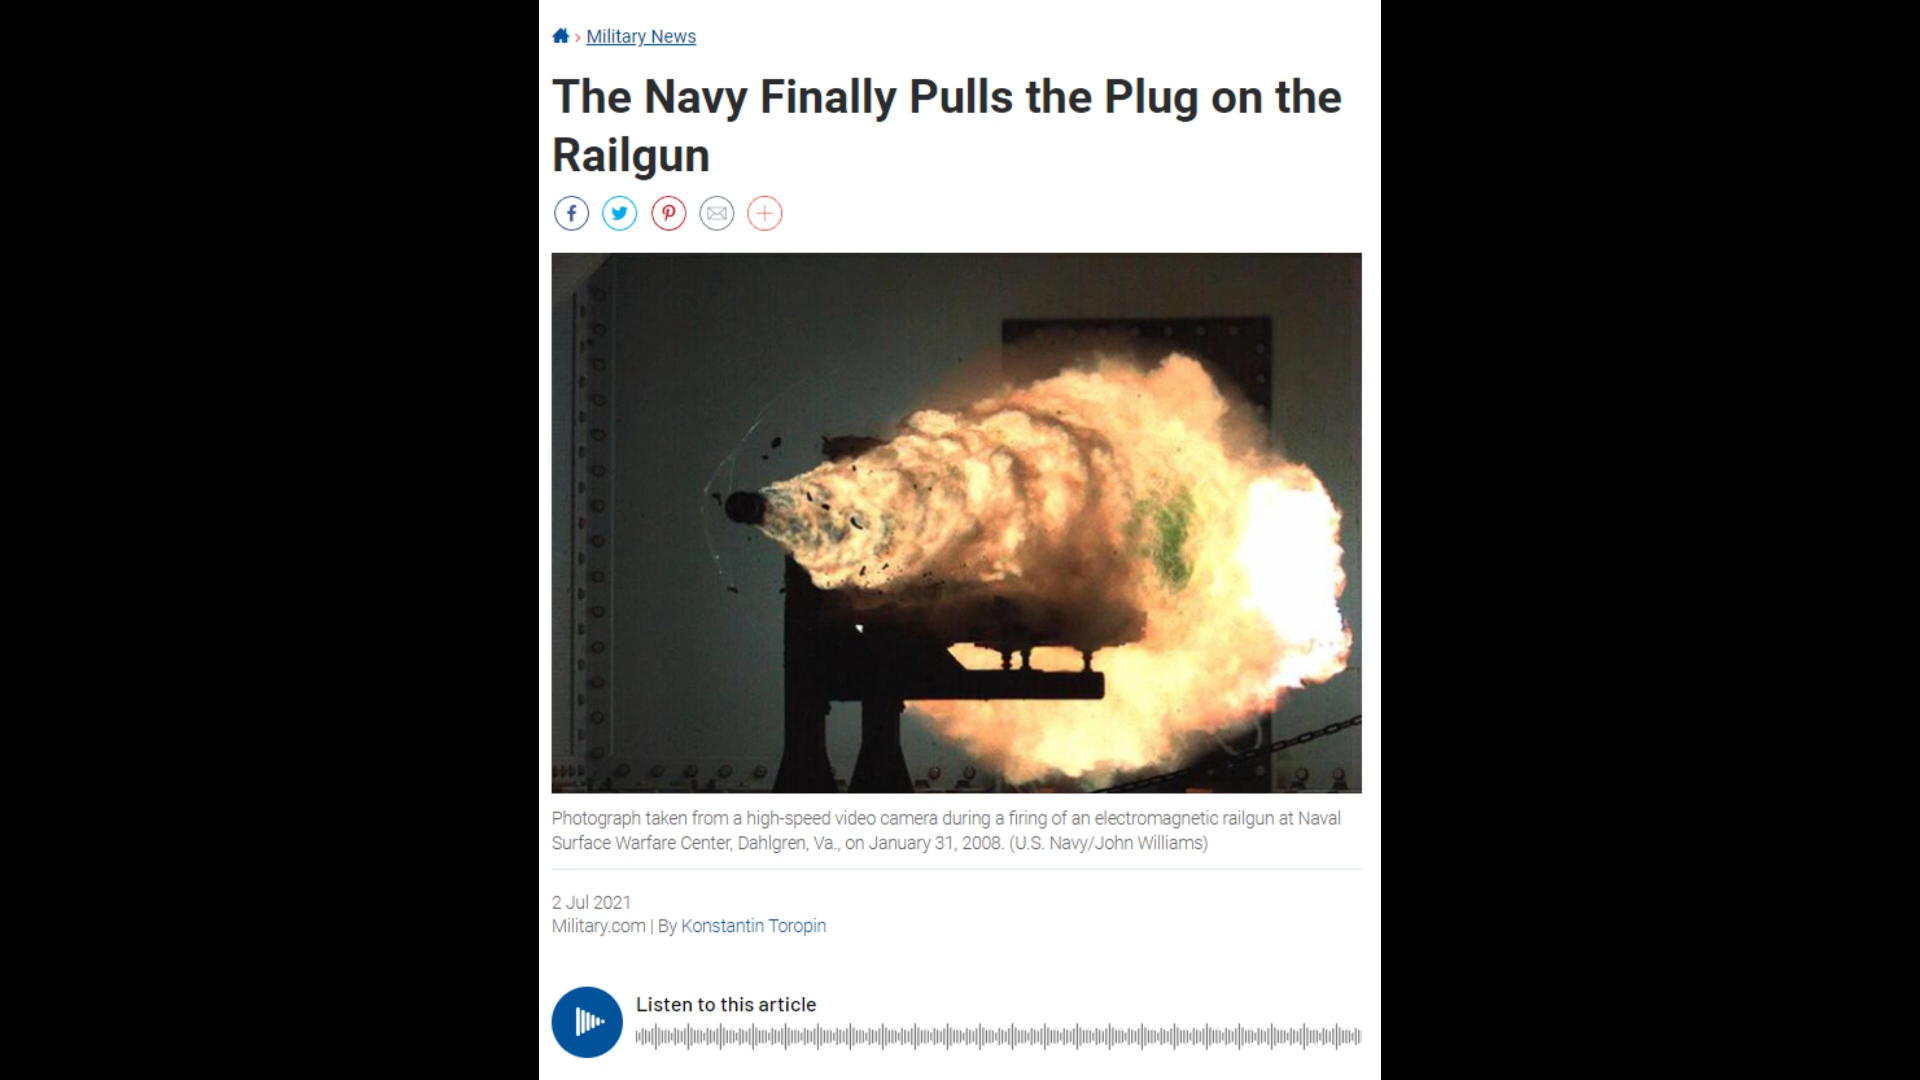 Military News
The Navy Finally Pulls the Plug on the
Railgun
Photograph taken from a high-speed video camera during a firing of an electromagnetic railgun at Naval
Surface Warfare Center, Dahlgren, Va., on January 31, 2008. (U.S. Navy/John Williams)
2 Jul 2021
Military.com | By Konstantin Toropin
Listen to this article